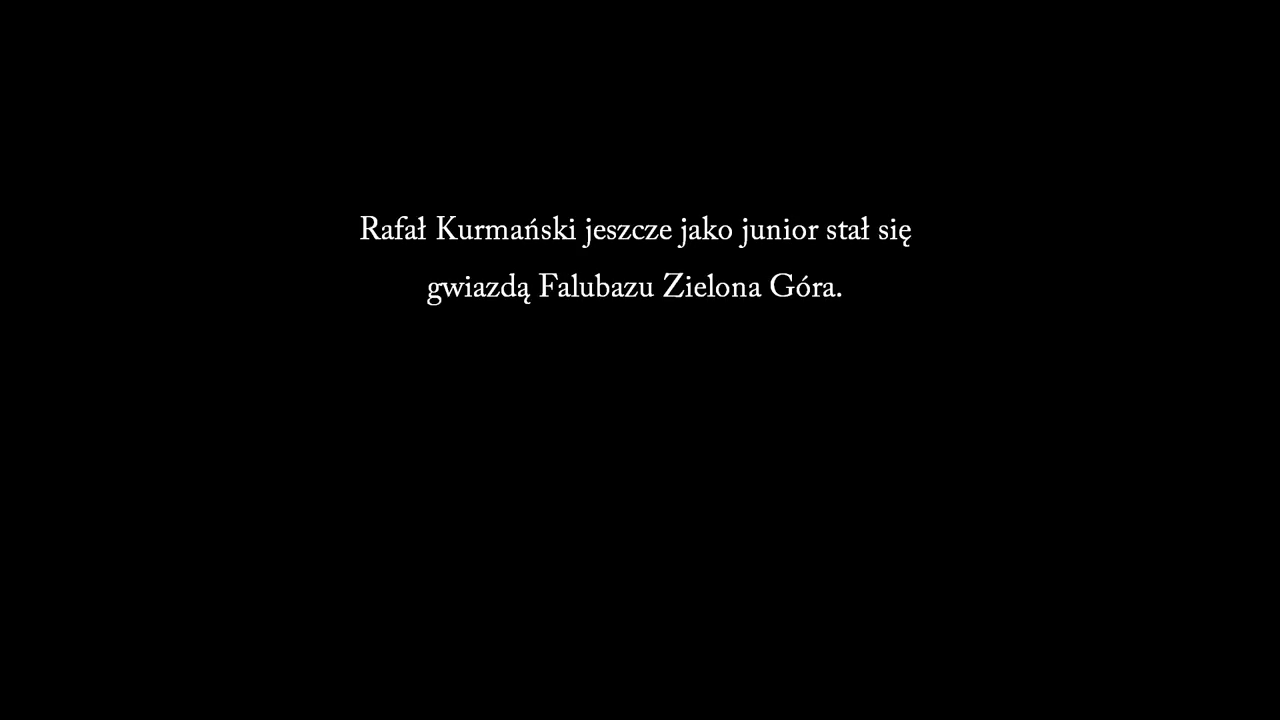 Rafał Kurmański jeszcze jako junior stał się
gwiazdą Falubazu Zielona Góra.